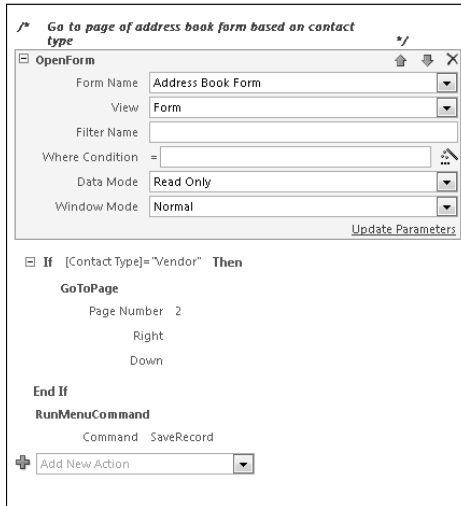 /* Go to page of address book form based on contact
type */
OpenForm
Form Name Address Book Form
View Form
Filter Name
Where Condition =
Data Mode Read Only
Window Mode Normal
Update Parameters
If [Contact Type]="Vendor" Then
GoToPage
Page Number 2
Right
Down
End If
RunMenuCommand
Command SaveRecord
Add New Action